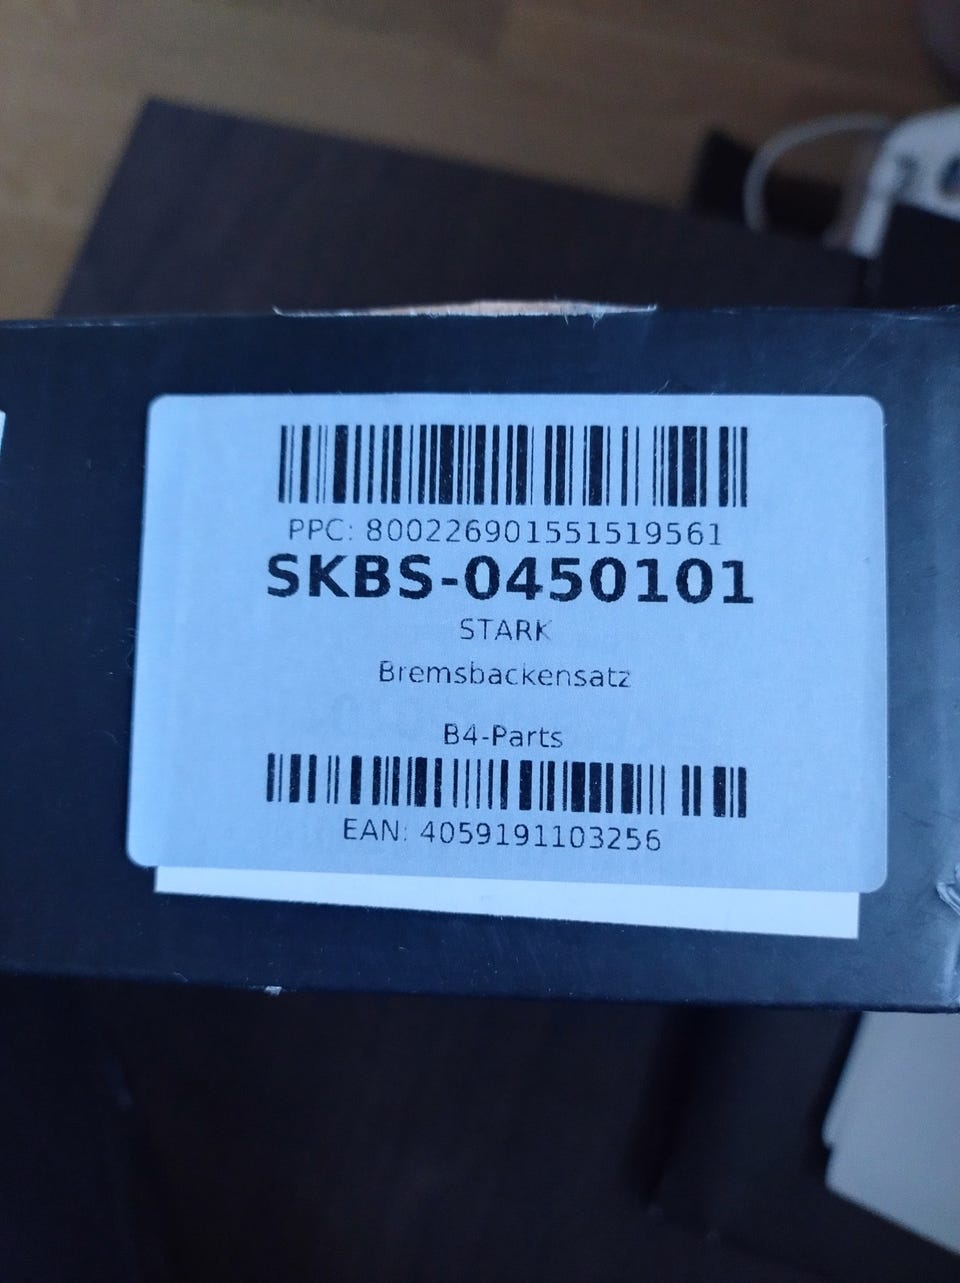 PPC: 800226901551519561
SKBS-0450101
STARK
Bremsbackensatz
B4-Parts
EAN: 4059191103256